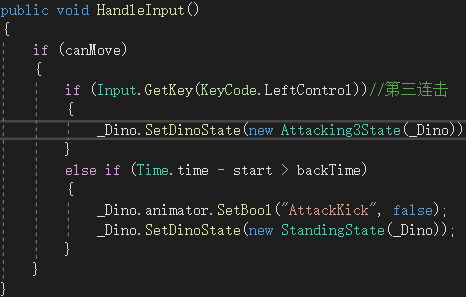 public void HandleInput()
{
if (canMove)
{
if (Input.GetKey(KeyCode.LeftControl))//第三连击
{
_Dino.SetDinoState(new Attacking3State(_Dino))
}
else if (Time.time - start > backTime)
{
_Dino.animator.SetBool("AttackKick", false);
_Dino.SetDinoState(new StandingState(_Dino));
}
}
}